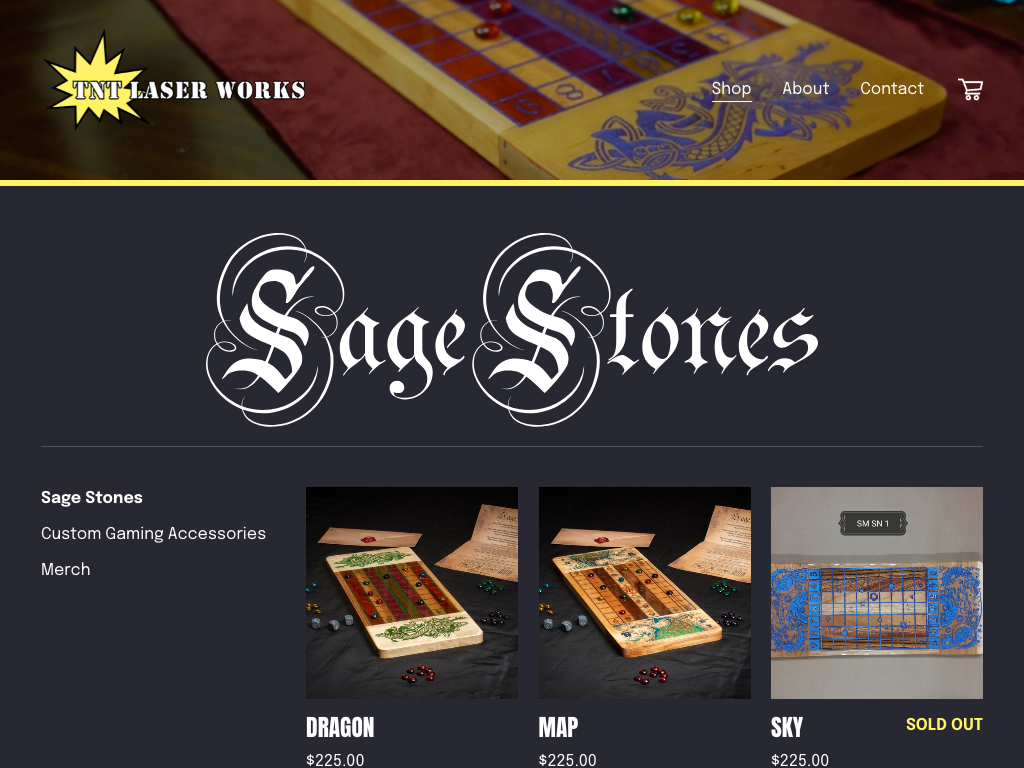 TNT LASER WORKS
Shop
About
Contact
Sage Stones
Sage Stones
Custom Gaming Accessories
Merch
SM SN 1
DRAGON
$225.00
MAP
$225.00
SKY
SOLD OUT
$225.00